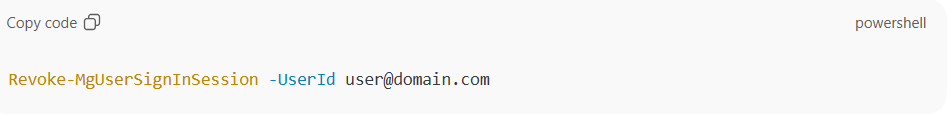 Copy code
powershell
Revoke-MgUserSignInSession -UserId user@domain.com